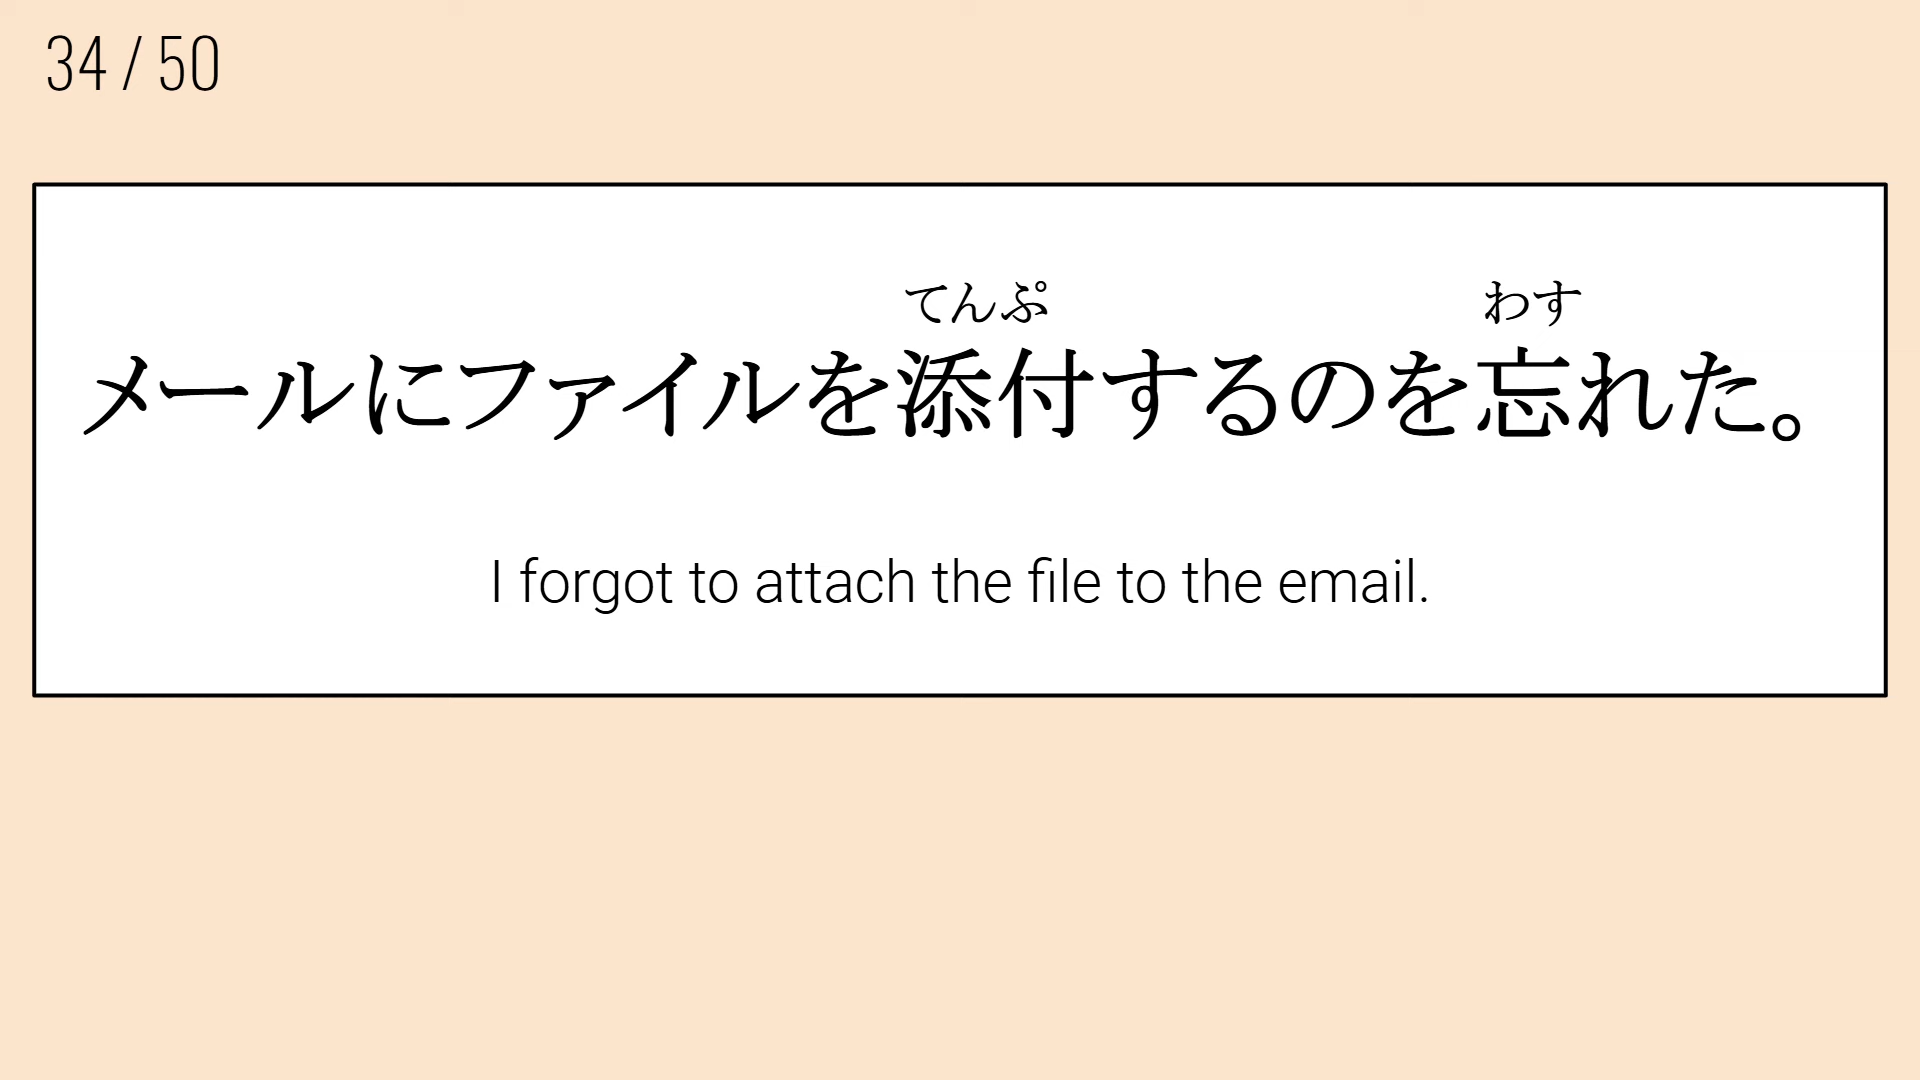 34 / 50
てんぷ わす
メールにファイルを添付するのを忘れた。
I forgot to attach the file to the email.